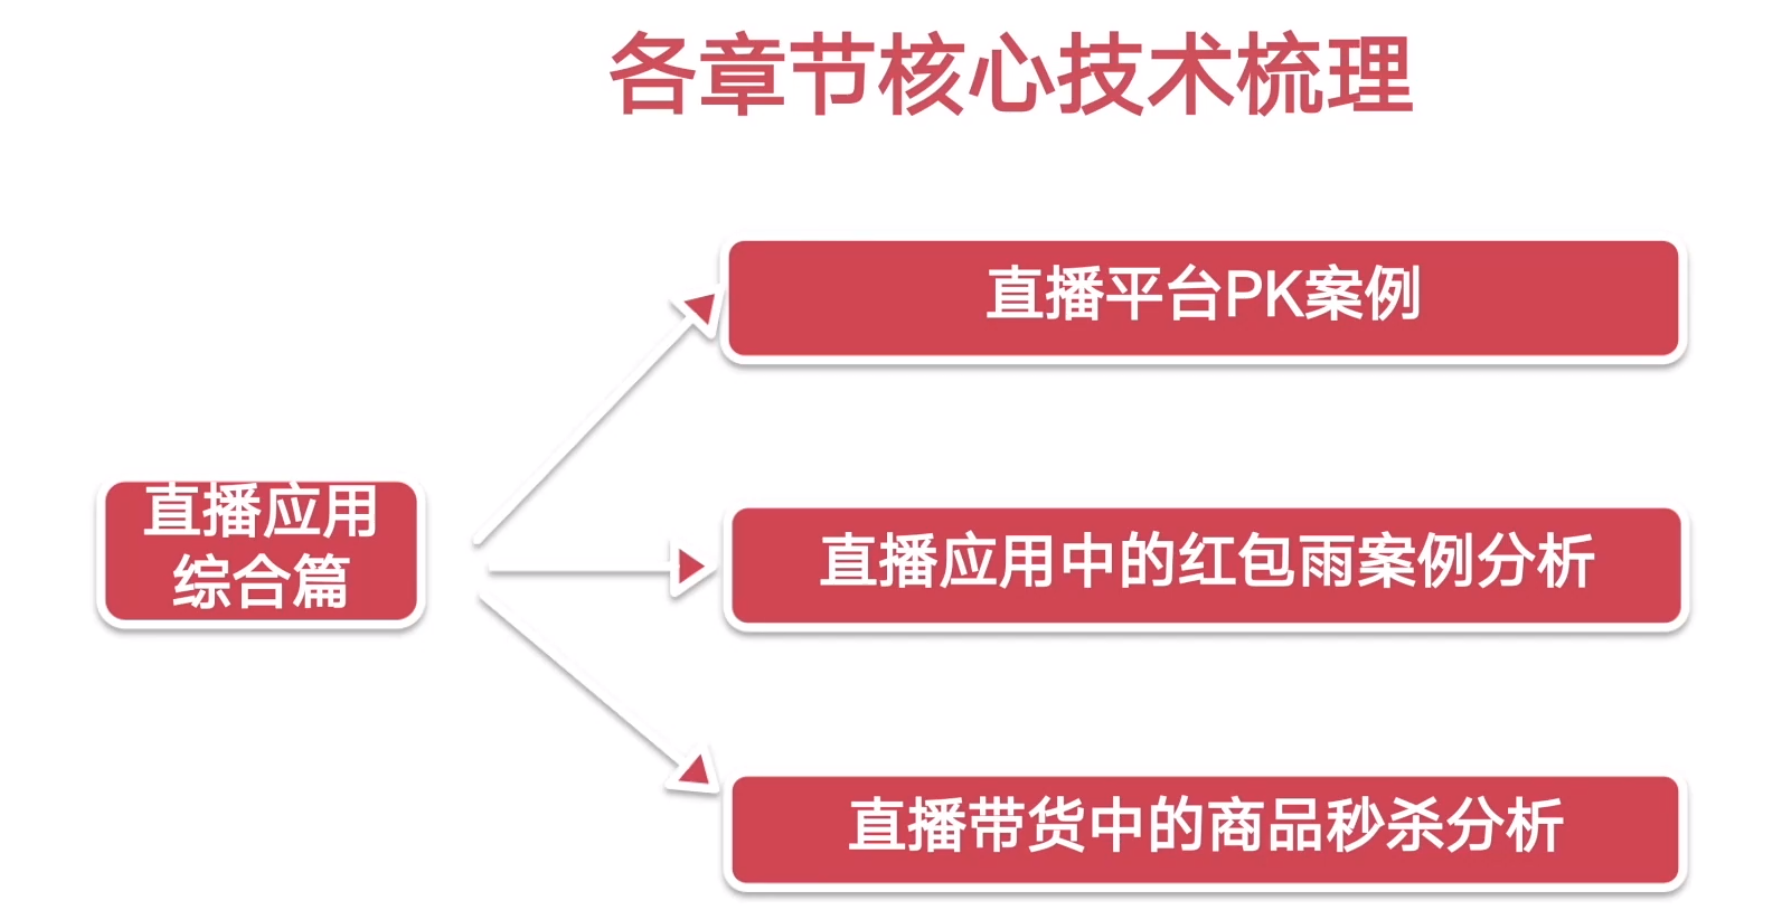 各章节核心技术梳理
直播平台PK案例
直播应用
综合篇
直播应用中的红包雨案例分析
直播带货中的商品秒杀分析